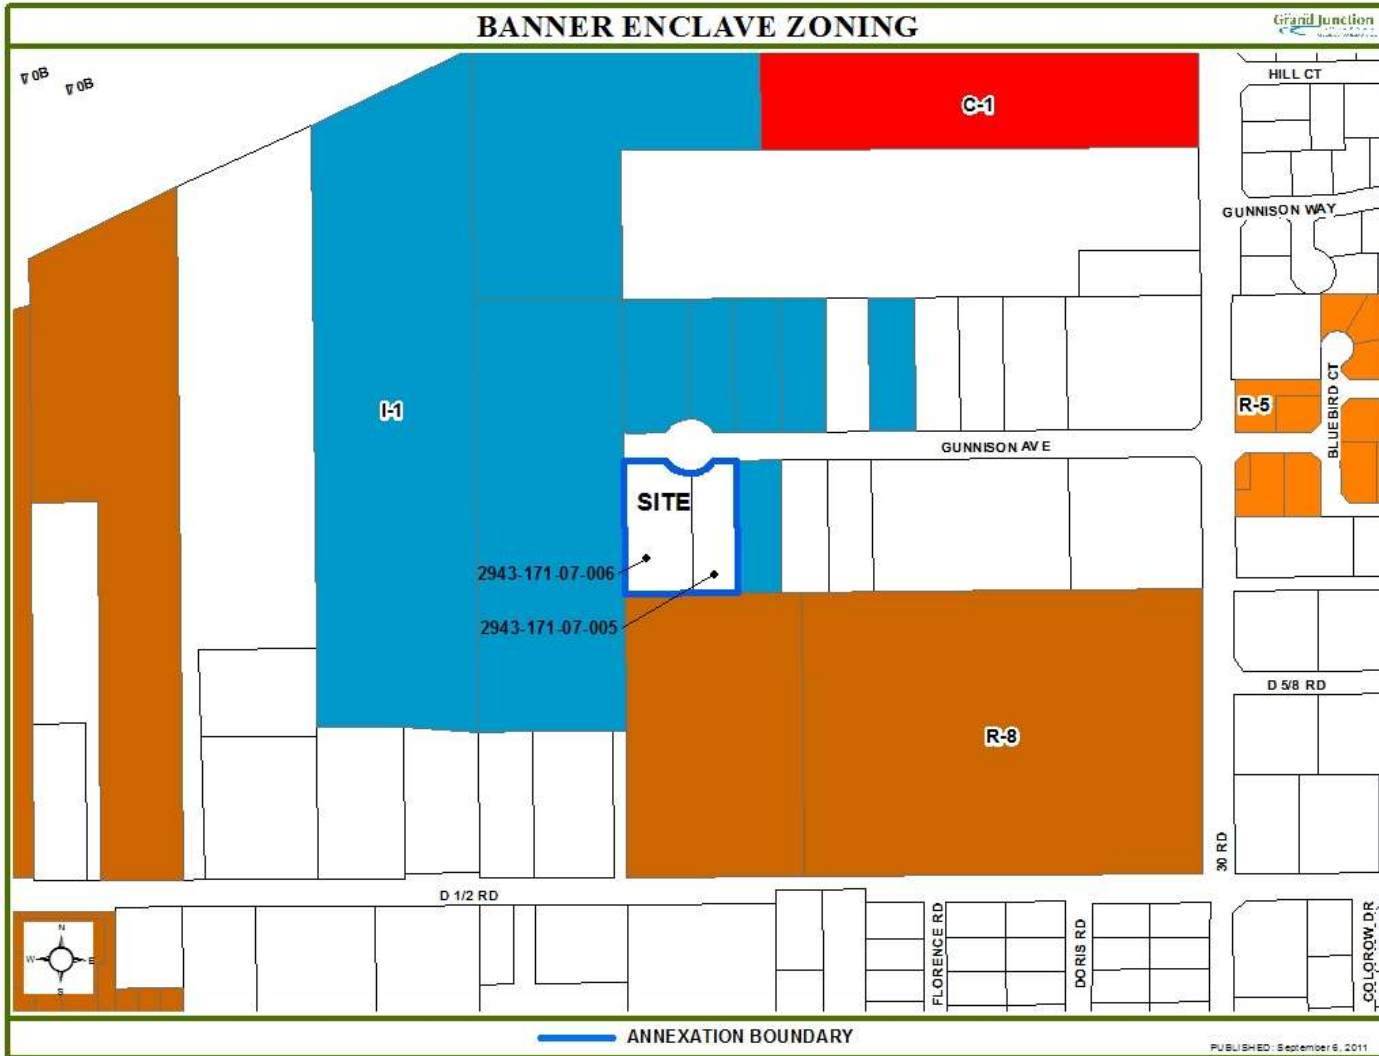 BANNER ENCLAVE ZONING
Grand Junction
HILL CT
C-1
GUNNISON WAY
BLUEBIRD CT
I-1
R-5
GUNNISON AVE
SITE
2943-171-07-006
2943-171-07-005
D 5/8 RD
R-8
30 RD
D 1/2 RD
FLORENCE RD
DORIS RD
COLOROW DR
N
W
E
S
ANNEXATION BOUNDARY
PUBLISHED: September 6, 2011